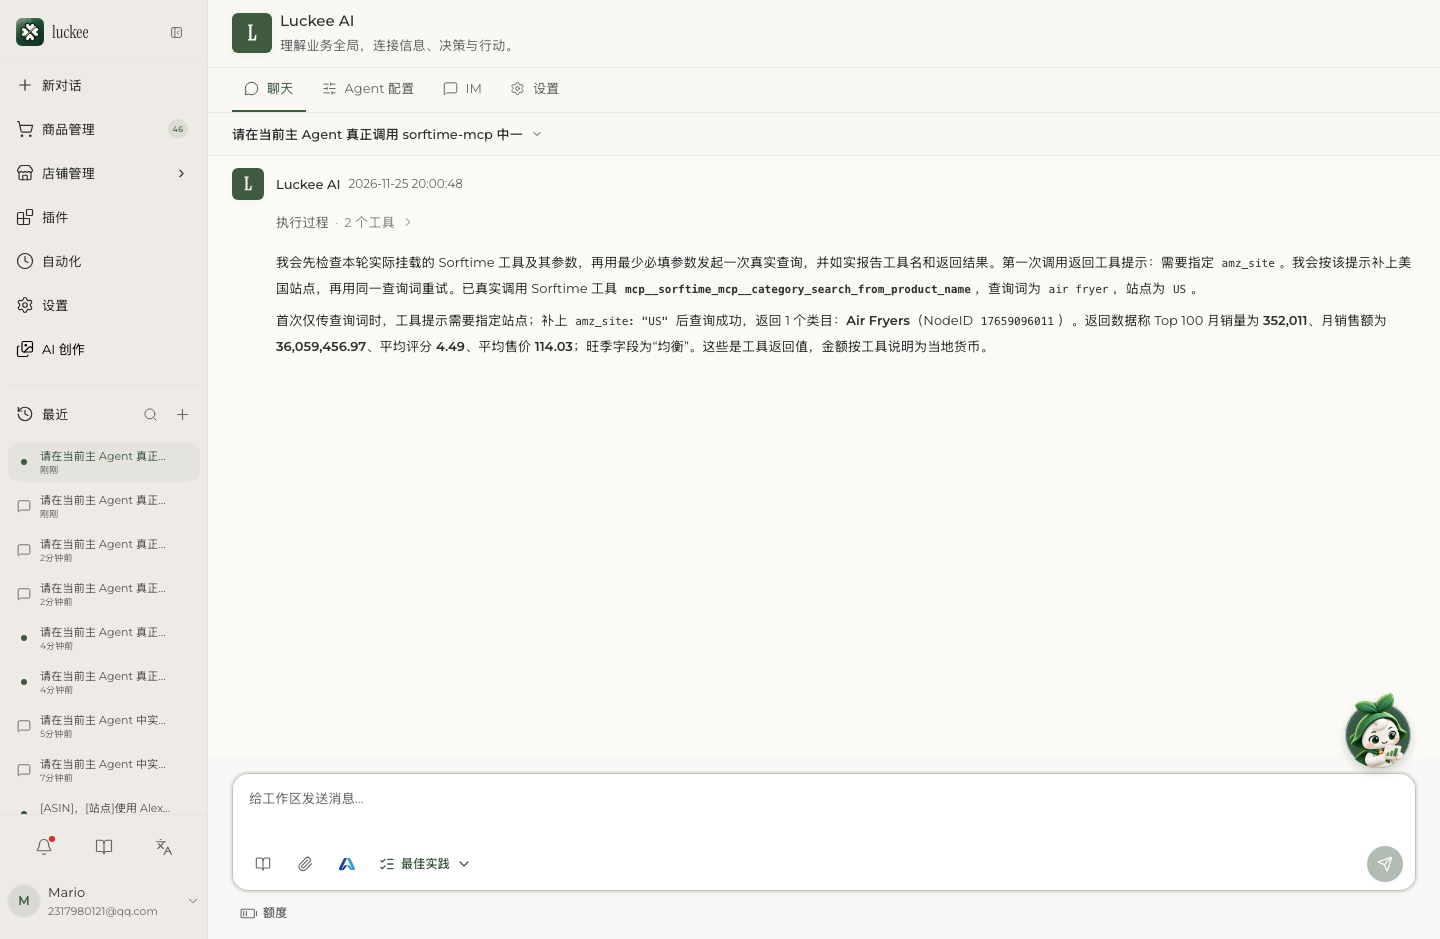 luckee
新对话
商品管理
46
店铺管理
插件
自动化
设置
AI 创作
最近
请在当前主 Agent 真正...
刚刚
请在当前主 Agent 真正...
刚刚
请在当前主 Agent 真正...
2分钟前
请在当前主 Agent 真正...
2分钟前
请在当前主 Agent 真正...
4分钟前
请在当前主 Agent 真正...
4分钟前
请在当前主 Agent 中实...
5分钟前
请在当前主 Agent 中实...
7分钟前
[ASIN]，[站点]使用 Alex...
M
Mario
2317980121@qq.com
L
Luckee AI
理解业务全局，连接信息、决策与行动。
聊天
Agent 配置
IM
设置
请在当前主 Agent 真正调用 sorftime-mcp 中一
L
Luckee AI 2026-11-25 20:00:48
执行过程 · 2 个工具
我会先检查本轮实际挂载的 Sorftime 工具及其参数，再用最少必填参数发起一次真实查询，并如实报告工具名和返回结果。第一次调用返回工具提示：需要指定 amz_site。我会按该提示补上美
国站点，再用同一查询词重试。已真实调用 Sorftime 工具 mcp__sorftime_mcp__category_search_from_product_name，查询词为 air fryer，站点为 US。
首次仅传查询词时，工具提示需要指定站点；补上 amz_site: "US" 后查询成功，返回 1 个类目：Air Fryers（NodeID 17659096011）。返回数据称 Top 100 月销量为 352,011、月销售额为
36,059,456.97、平均评分 4.49、平均售价 114.03；旺季字段为“均衡”。这些是工具返回值，金额按工具说明为当地货币。
给工作区发送消息...
最佳实践
额度